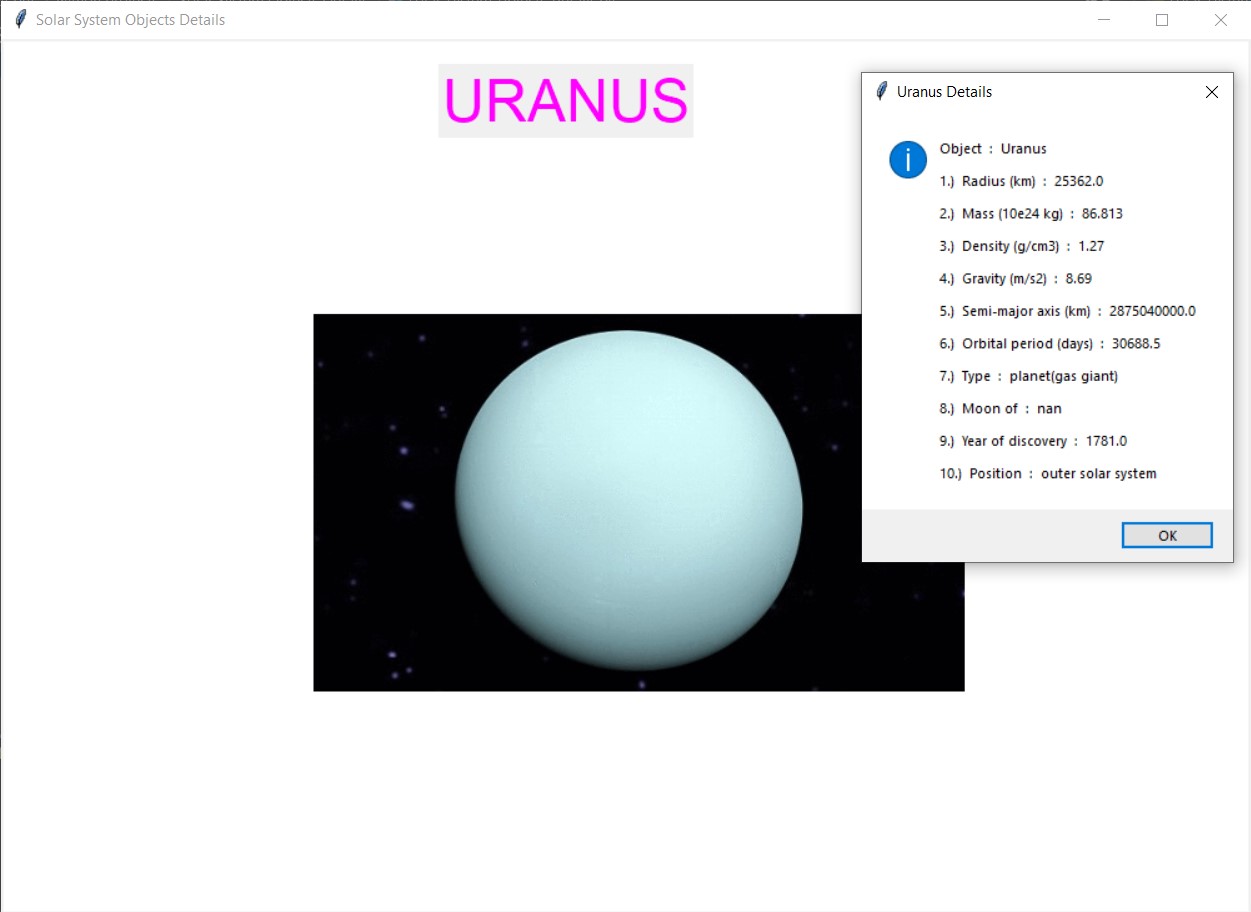 Solar System Objects Details
URANUS
Uranus Details
Object : Uranus
1.) Radius (km) : 25362.0
2.) Mass (10e24 kg) : 86.813
3.) Density (g/cm3) : 1.27
4.) Gravity (m/s2) : 8.69
5.) Semi-major axis (km) : 2875040000.0
6.) Orbital period (days) : 30688.5
7.) Type : planet(gas giant)
8.) Moon of : nan
9.) Year of discovery : 1781.0
10.) Position : outer solar system
OK